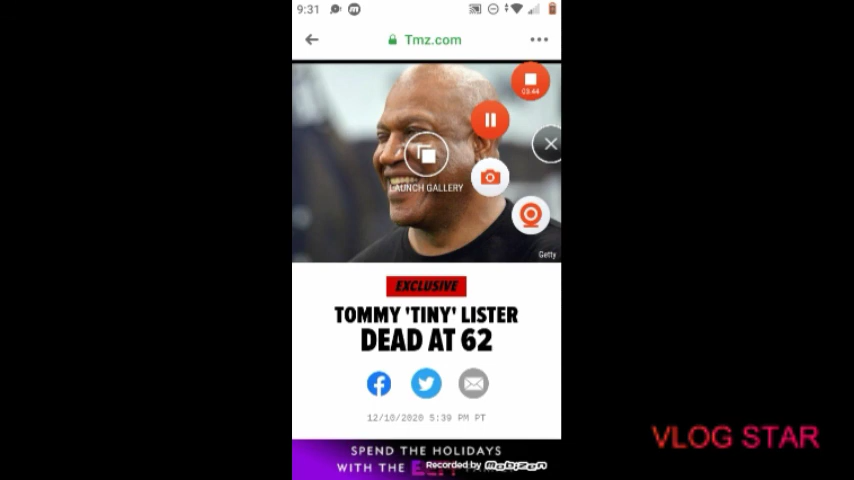 9:31
Tmz.com
03:44
LAUNCH GALLERY
Getty
EXCLUSIVE
TOMMY 'TINY' LISTER
DEAD AT 62
12/10/2020 5:39 PM PT
VLOG STAR
SPEND THE HOLIDAYS
WITH THE
Recorded by Mobizen